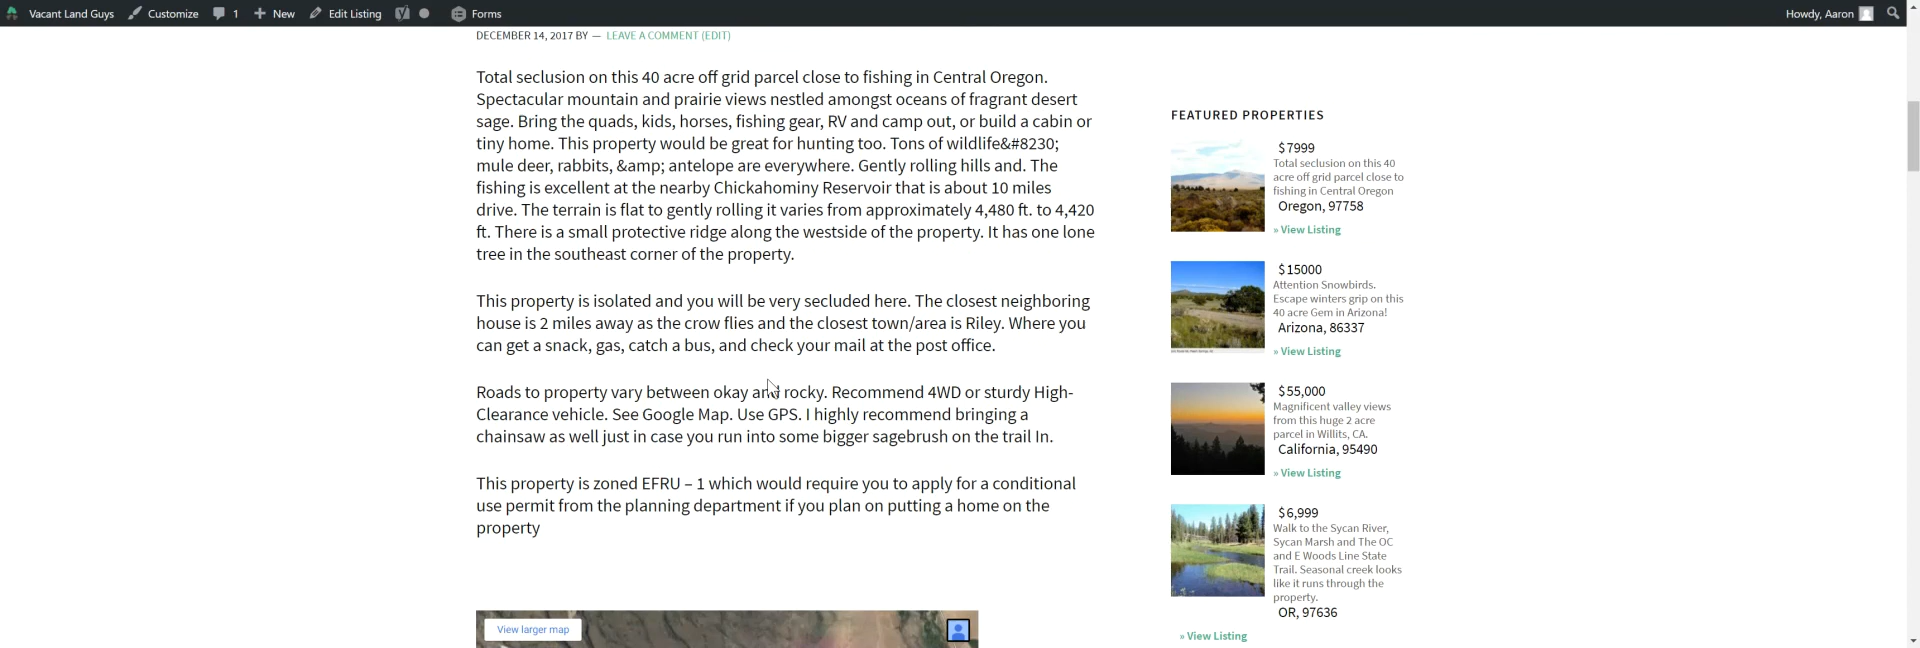 Vacant Land Guys Customize 1 New Edit Listing Forms Howdy, Aaron
DECEMBER 14, 2017 BY — LEAVE A COMMENT (EDIT)
Total seclusion on this 40 acre off grid parcel close to fishing in Central Oregon.
Spectacular mountain and prairie views nestled amongst oceans of fragrant desert
sage. Bring the quads, kids, horses, fishing gear, RV and camp out, or build a cabin or
tiny home. This property would be great for hunting too. Tons of wildlife&#8230;
mule deer, rabbits, &amp; antelope are everywhere. Gently rolling hills and. The
fishing is excellent at the nearby Chickahominy Reservoir that is about 10 miles
drive. The terrain is flat to gently rolling it varies from approximately 4,480 ft. to 4,420
ft. There is a small protective ridge along the westside of the property. It has one lone
tree in the southeast corner of the property.
This property is isolated and you will be very secluded here. The closest neighboring
house is 2 miles away as the crow flies and the closest town/area is Riley. Where you
can get a snack, gas, catch a bus, and check your mail at the post office.
Roads to property vary between okay and rocky. Recommend 4WD or sturdy High-
Clearance vehicle. See Google Map. Use GPS. I highly recommend bringing a
chainsaw as well just in case you run into some bigger sagebrush on the trail In.
This property is zoned EFRU – 1 which would require you to apply for a conditional
use permit from the planning department if you plan on putting a home on the
property
View larger map
FEATURED PROPERTIES
$7999
Total seclusion on this 40
acre off grid parcel close to
fishing in Central Oregon
Oregon, 97758
» View Listing
$15000
Attention Snowbirds.
Escape winters grip on this
40 acre Gem in Arizona!
Arizona, 86337
» View Listing
$55,000
Magnificent valley views
from this huge 2 acre
parcel in Willits, CA.
California, 95490
» View Listing
$6,999
Walk to the Sycan River,
Sycan Marsh and The OC
and E Woods Line State
Trail. Seasonal creek looks
like it runs through the
property.
OR, 97636
» View Listing